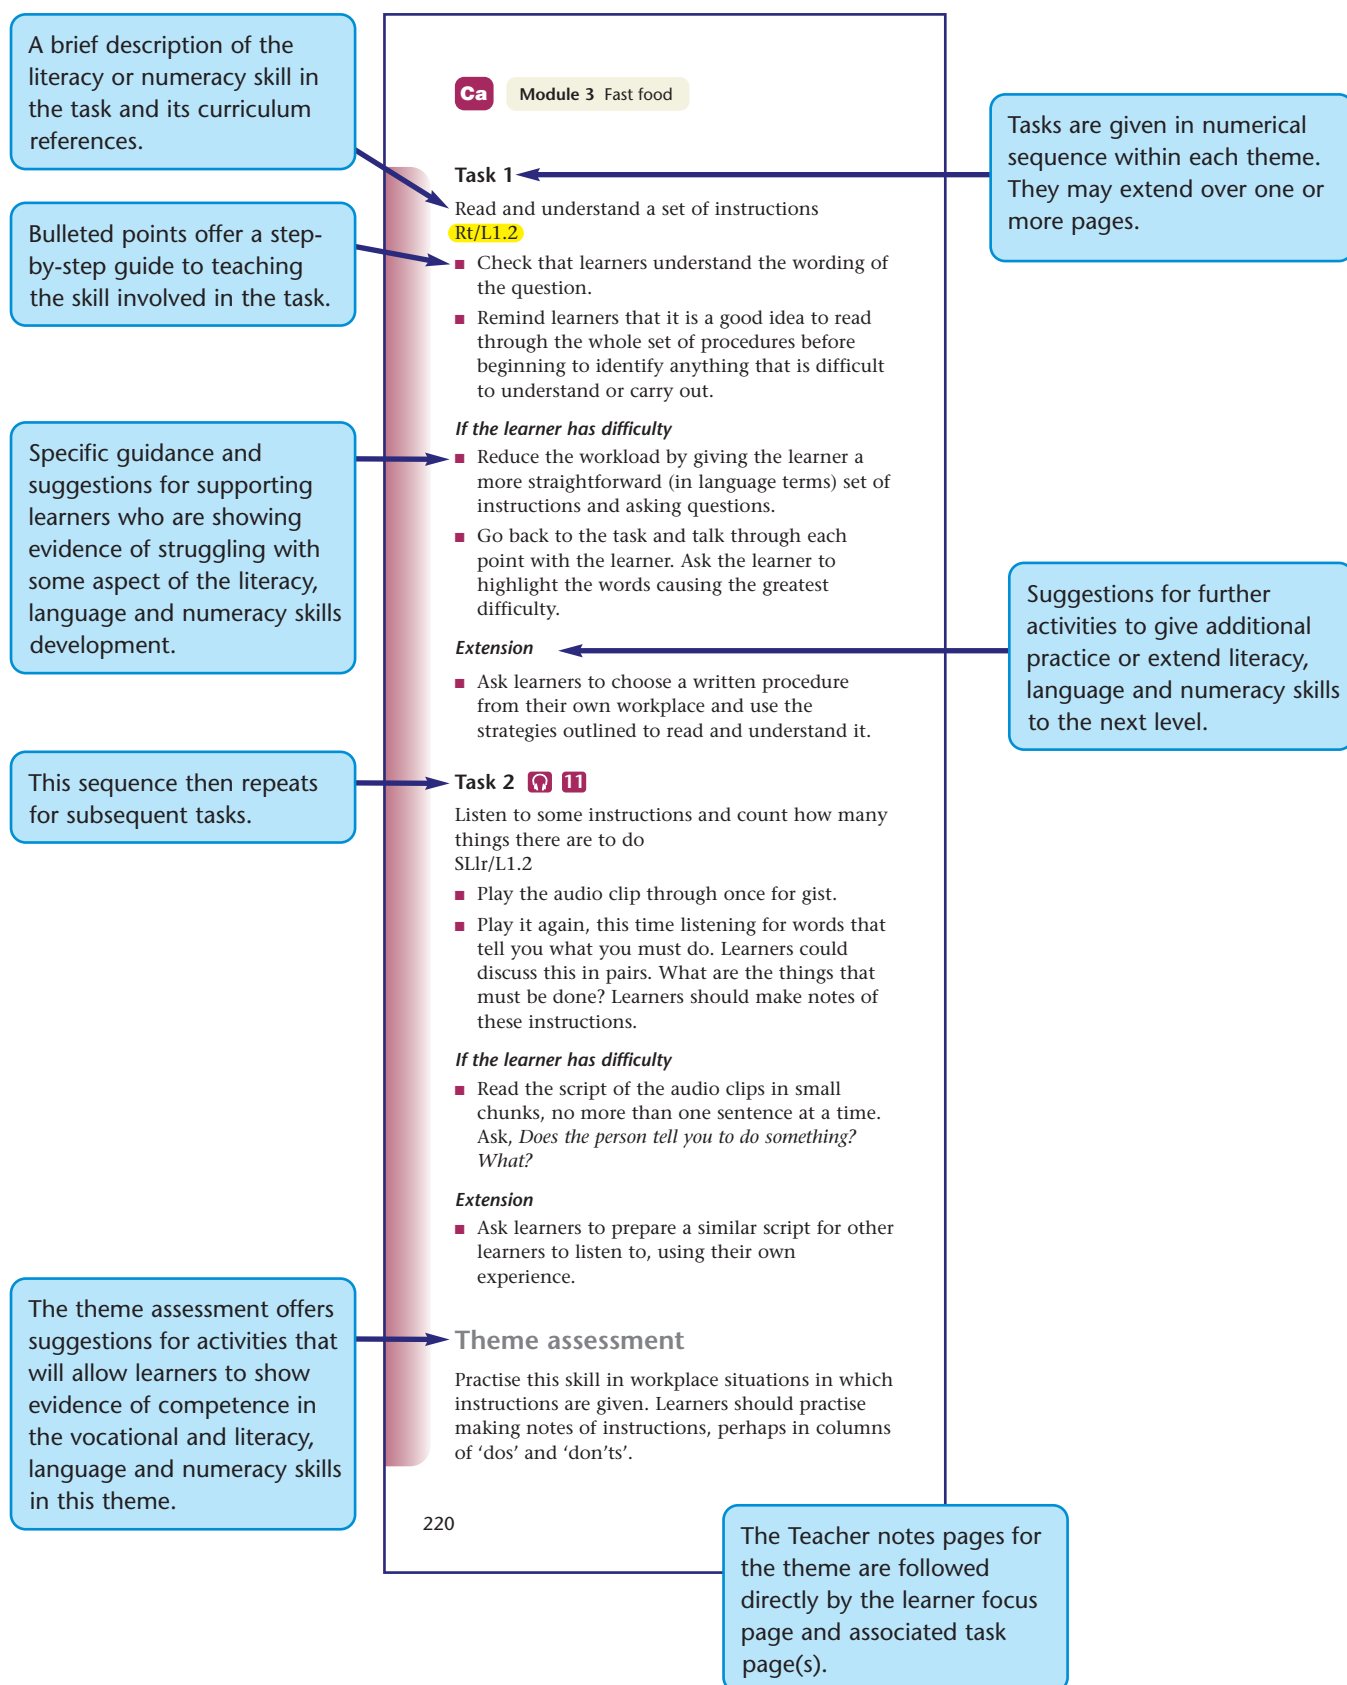 A brief description of the
literacy or numeracy skill in
the task and its curriculum
references.
Bulleted points offer a step-
by-step guide to teaching
the skill involved in the task.
Specific guidance and
suggestions for supporting
learners who are showing
evidence of struggling with
some aspect of the literacy,
language and numeracy skills
development.
This sequence then repeats
for subsequent tasks.
The theme assessment offers
suggestions for activities that
will allow learners to show
evidence of competence in
the vocational and literacy,
language and numeracy skills
in this theme.
Ca Module 3 Fast food
Task 1
Read and understand a set of instructions
Rt/L1.2
■ Check that learners understand the wording of
the question.
■ Remind learners that it is a good idea to read
through the whole set of procedures before
beginning to identify anything that is difficult
to understand or carry out.
If the learner has difficulty
■ Reduce the workload by giving the learner a
more straightforward (in language terms) set of
instructions and asking questions.
■ Go back to the task and talk through each
point with the learner. Ask the learner to
highlight the words causing the greatest
difficulty.
Extension
■ Ask learners to choose a written procedure
from their own workplace and use the
strategies outlined to read and understand it.
Task 2 11
Listen to some instructions and count how many
things there are to do
SLlr/L1.2
■ Play the audio clip through once for gist.
■ Play it again, this time listening for words that
tell you what you must do. Learners could
discuss this in pairs. What are the things that
must be done? Learners should make notes of
these instructions.
If the learner has difficulty
■ Read the script of the audio clips in small
chunks, no more than one sentence at a time.
Ask, Does the person tell you to do something?
What?
Extension
■ Ask learners to prepare a similar script for other
learners to listen to, using their own
experience.
Theme assessment
Practise this skill in workplace situations in which
instructions are given. Learners should practise
making notes of instructions, perhaps in columns
of ‘dos’ and ‘don’ts’.
220
Tasks are given in numerical
sequence within each theme.
They may extend over one or
more pages.
Suggestions for further
activities to give additional
practice or extend literacy,
language and numeracy skills
to the next level.
The Teacher notes pages for
the theme are followed
directly by the learner focus
page and associated task
page(s).